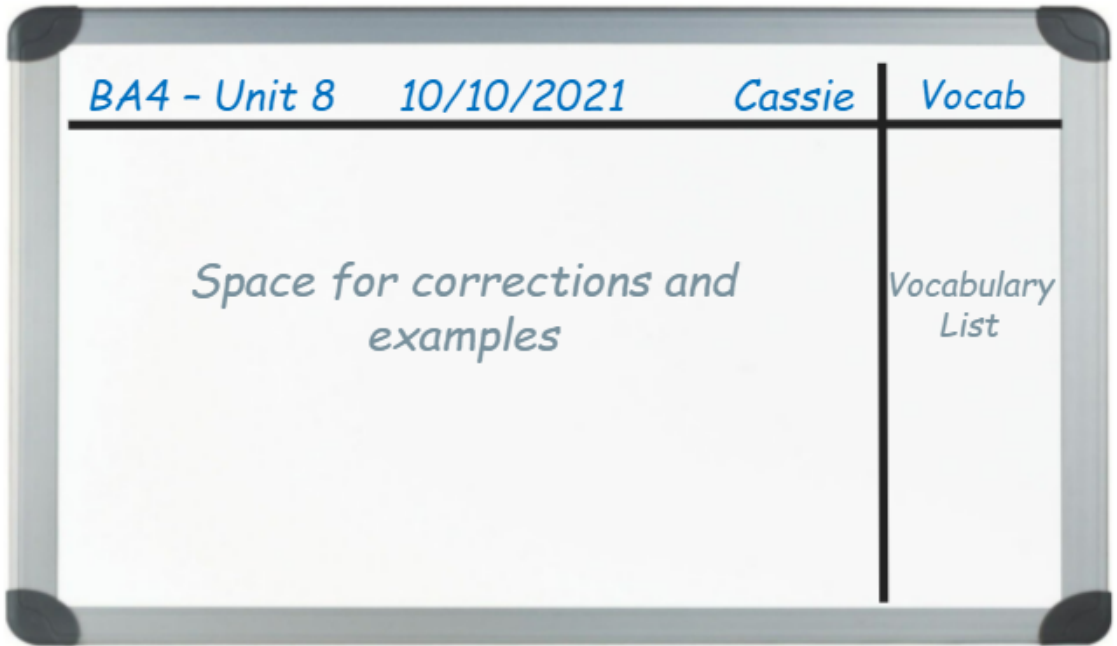 BA4 – Unit 8 10/10/2021 Cassie Vocab
Space for corrections and
examples
Vocabulary
List